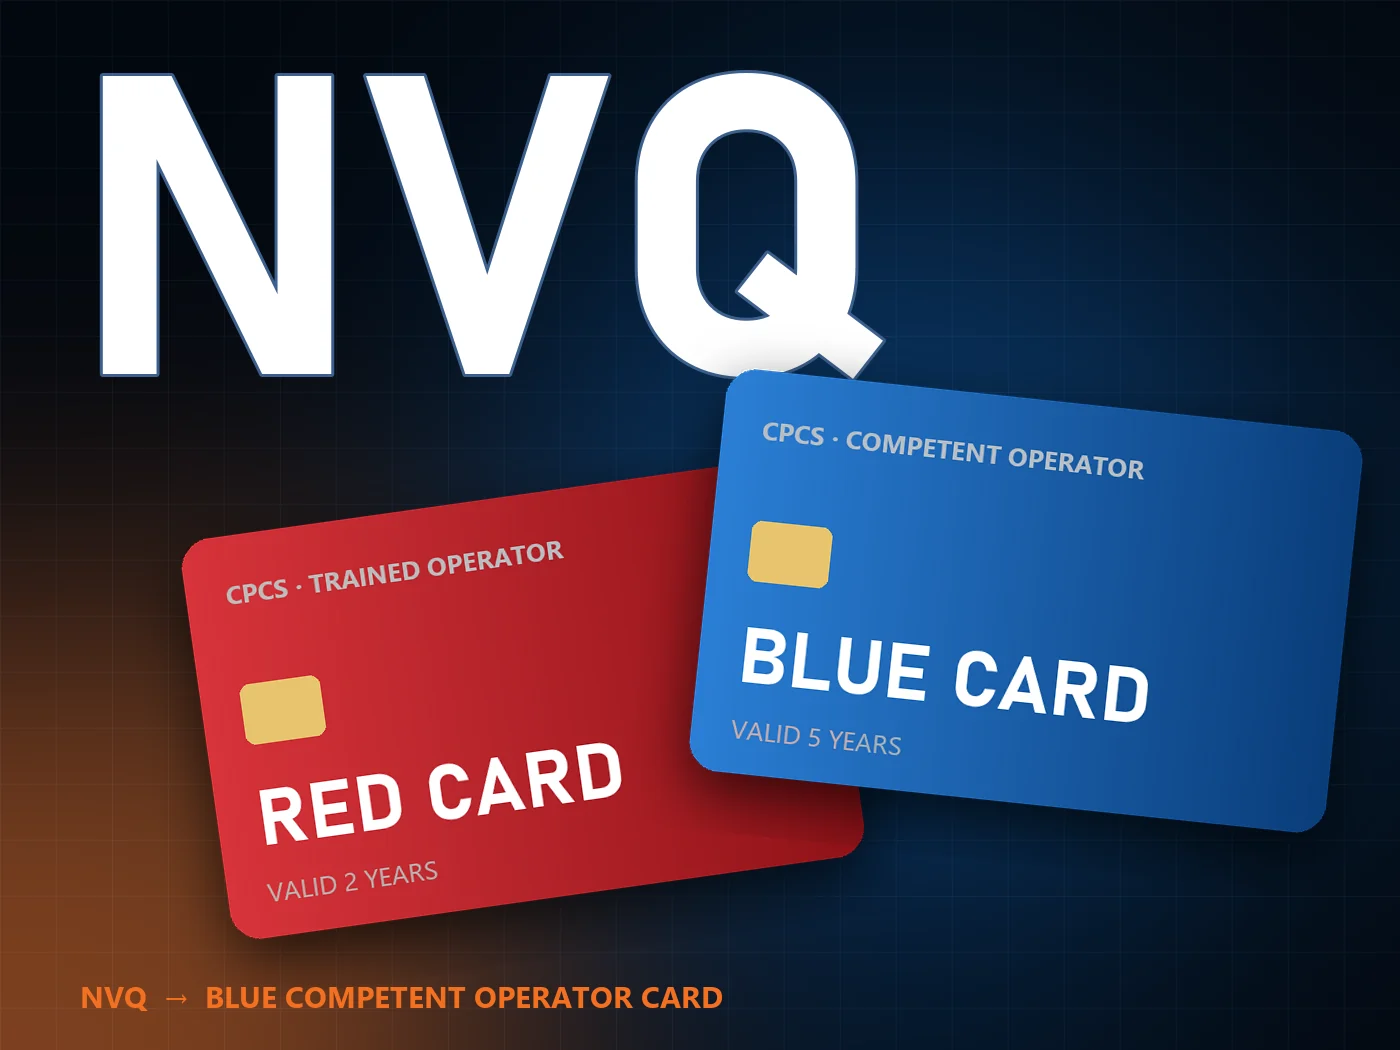 NVQ
CPCS · COMPETENT OPERATOR
BLUE CARD
VALID 5 YEARS
CPCS · TRAINED OPERATOR
RED CARD
VALID 2 YEARS
NVQ → BLUE COMPETENT OPERATOR CARD